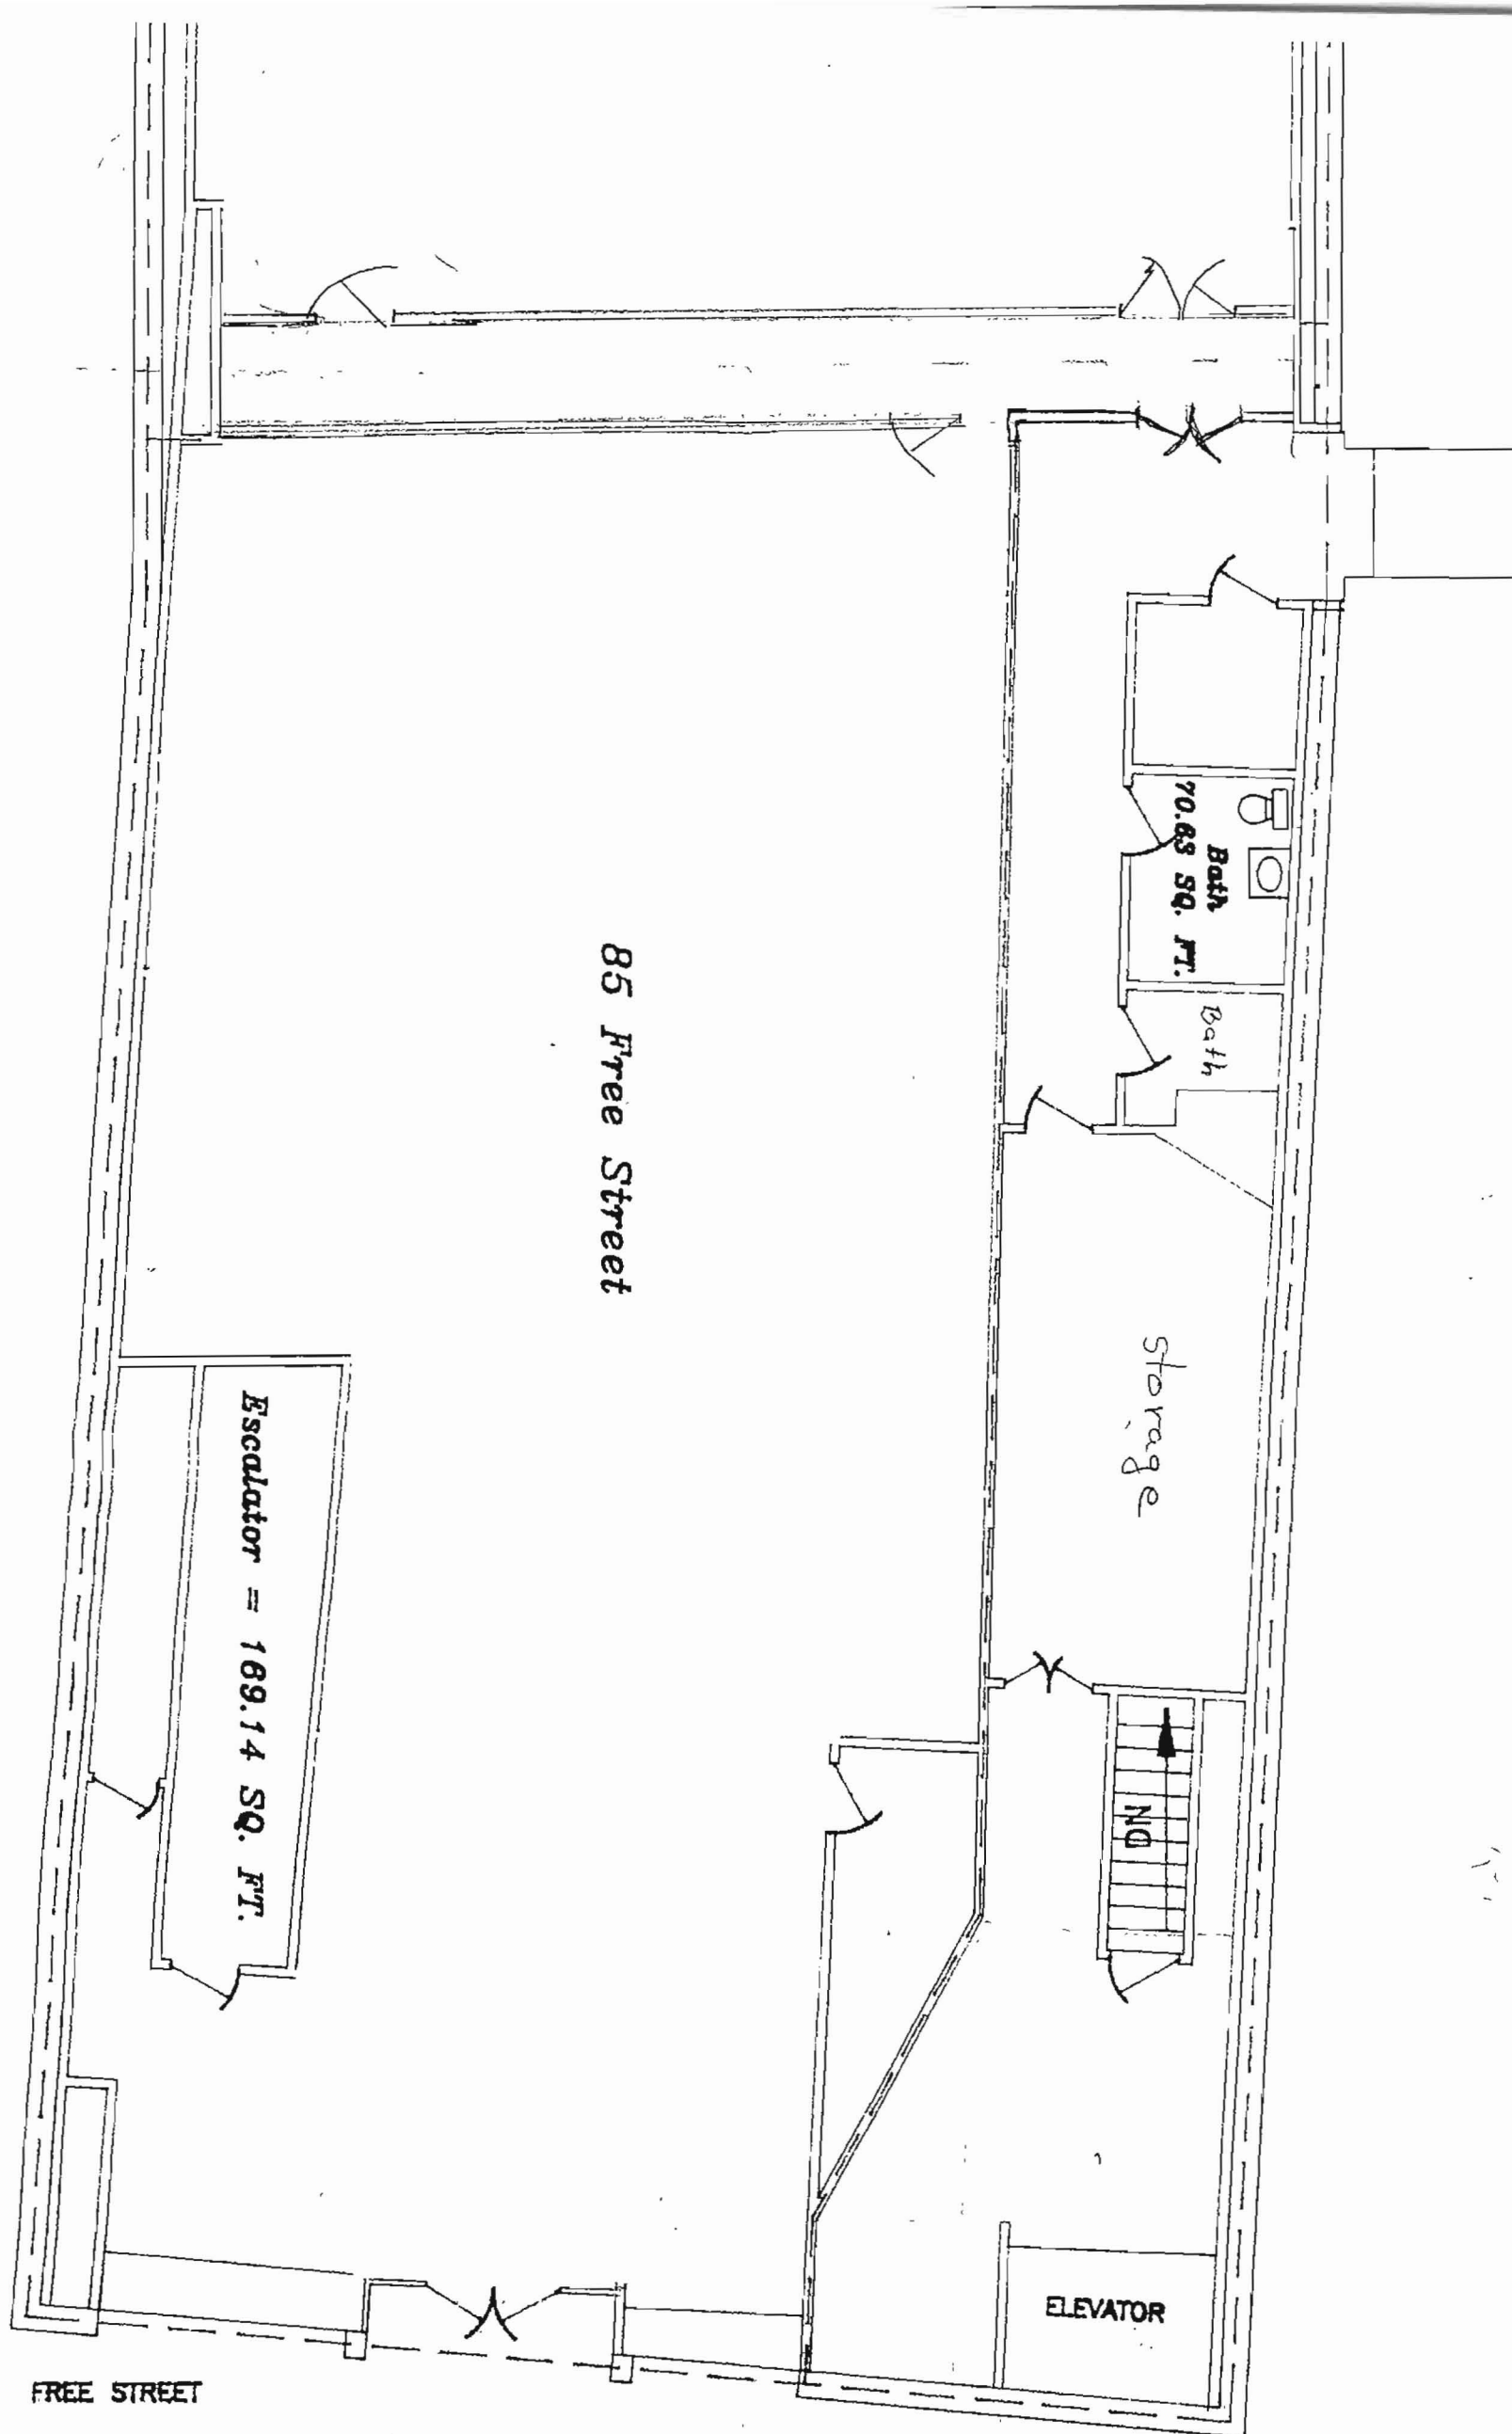 Bath
70.63 SQ. FT.
Bath
85 Free Street
Storage
Escalator = 169.14 SQ. FT.
DN
ELEVATOR
FREE STREET